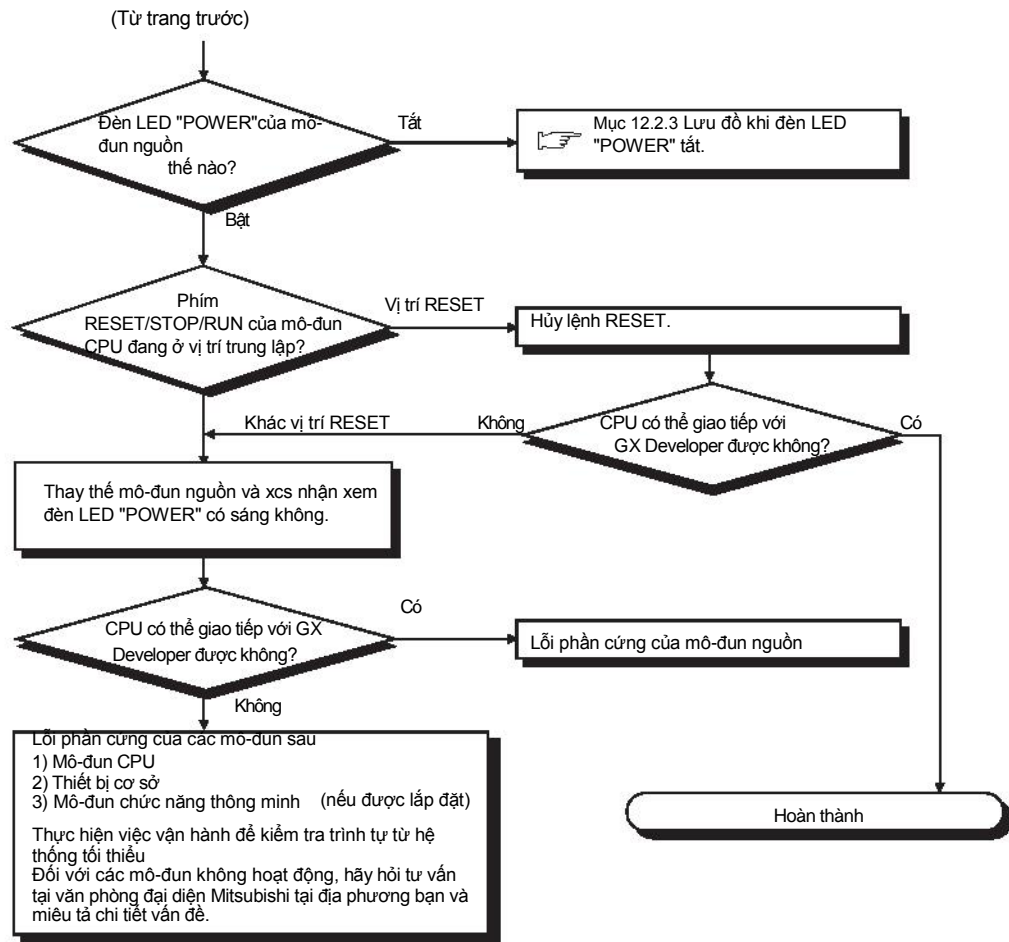 (Từ trang trước)
Đèn LED "POWER"của mô-
đun nguồn
thế nào?
Tắt
Mục 12.2.3 Lưu đồ khi đèn LED
"POWER" tắt.
Bật
Phím
RESET/STOP/RUN của mô-đun
CPU đang ở vị trí trung lập?
Vị trí RESET
Hủy lệnh RESET.
Khác vị trí RESET
Không
CPU có thể giao tiếp với
GX Developer được không?
Có
Thay thế mô-đun nguồn và xcs nhận xem
đèn LED "POWER" có sáng không.
CPU có thể giao tiếp với GX
Developer được không?
Có
Lỗi phần cứng của mô-đun nguồn
Không
Lỗi phần cứng của các mô-đun sau
1) Mô-đun CPU
2) Thiết bị cơ sở
3) Mô-đun chức năng thông minh (nếu được lắp đặt)
Thực hiện việc vận hành để kiểm tra trình tự từ hệ
thống tối thiểu
Đối với các mô-đun không hoạt động, hãy hỏi tư vấn
tại văn phòng đại diện Mitsubishi tại địa phương bạn và
miêu tả chi tiết vấn đề.
Hoàn thành